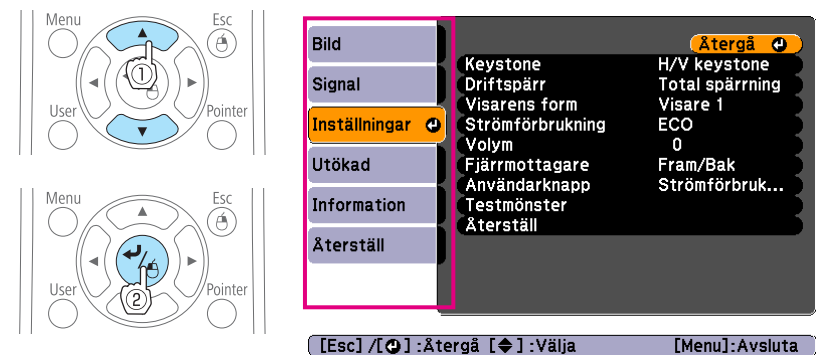 Menu Esc
①
User Pointer
Menu Esc
User Pointer
②
Bild
Signal
Inställningar
Utökad
Information
Återställ
Återgå
Keystone H/V keystone
Driftspärr Total spärrning
Visarens form Visare 1
Strömförbrukning ECO
Volym 0
Fjärrmottagare Fram/Bak
Användarknapp Strömförbruk...
Testmönster
Återställ
[Esc] /[ ] :Återgå [ ] :Välja [Menu]:Avsluta